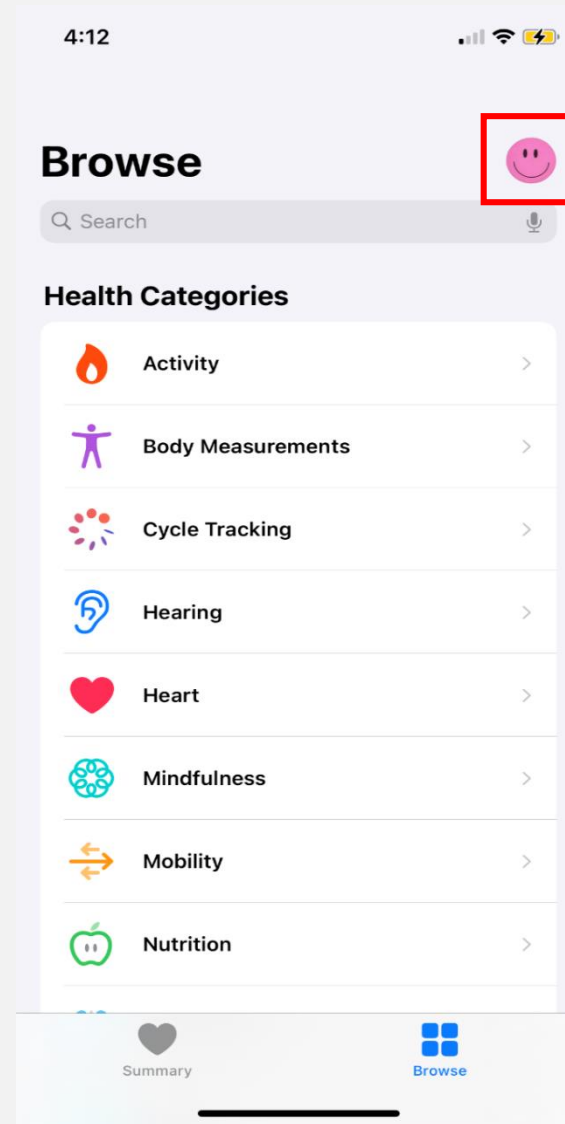 4:12
Browse
Search
Health Categories
Activity
Body Measurements
Cycle Tracking
Hearing
Heart
Mindfulness
Mobility
Nutrition
Summary
Browse